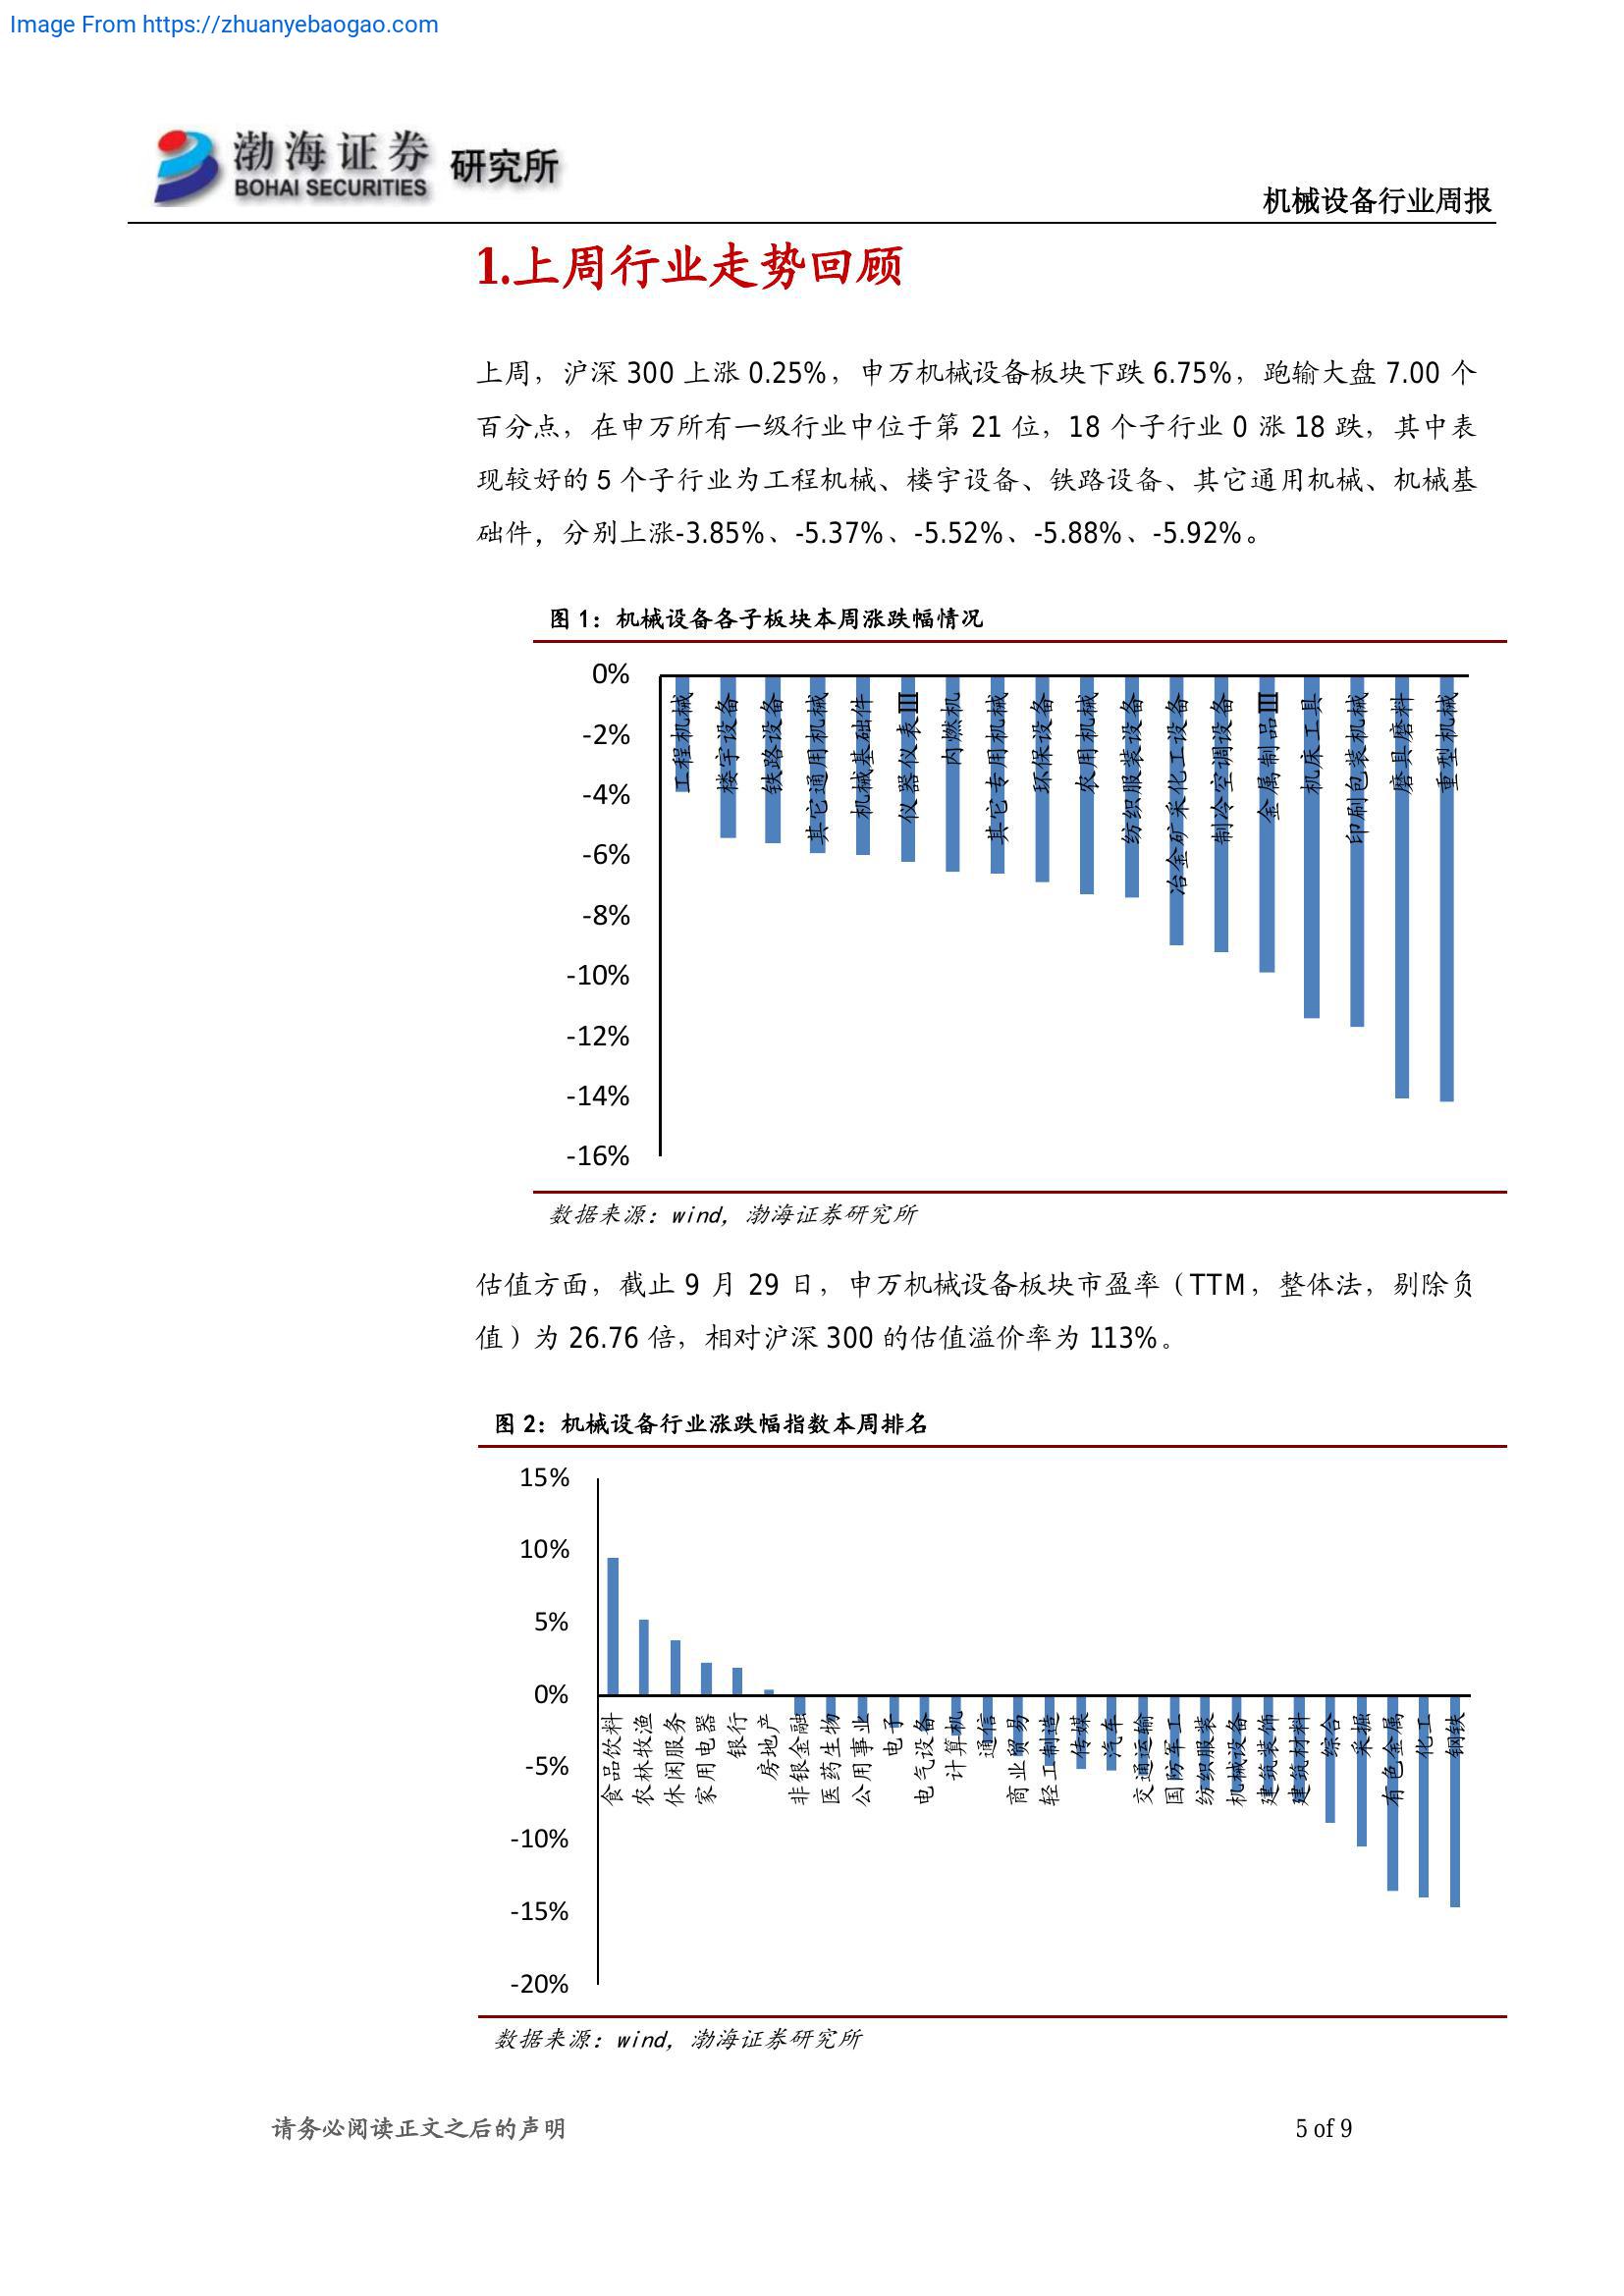 Image From https://zhuanyebaogao.com
渤海证券 研究所
BOHAI SECURITIES
机械设备行业周报
1.上周行业走势回顾
上周，沪深 300 上涨 0.25%，申万机械设备板块下跌 6.75%，跑输大盘 7.00 个
百分点，在申万所有一级行业中位于第 21 位，18 个子行业 0 涨 18 跌，其中表
现较好的 5 个子行业为工程机械、楼宇设备、铁路设备、其它通用机械、机械基
础件，分别上涨-3.85%、-5.37%、-5.52%、-5.88%、-5.92%。
图 1：机械设备各子板块本周涨跌幅情况
0%
-2%
-4%
-6%
-8%
-10%
-12%
-14%
-16%
工程机械
楼宇设备
铁路设备
其它通用机械
机械基础件
仪器仪表Ⅲ
内燃机
其它专用机械
环保设备
农用机械
纺织服装设备
冶金矿采化工设备
制冷空调设备
金属制品Ⅲ
机床工具
印刷包装机械
磨具磨料
重型机械
数据来源：wind，渤海证券研究所
估值方面，截止 9 月 29 日，申万机械设备板块市盈率（TTM，整体法，剔除负
值）为 26.76 倍，相对沪深 300 的估值溢价率为 113%。
图 2：机械设备行业涨跌幅指数本周排名
15%
10%
5%
0%
-5%
-10%
-15%
-20%
食品饮料
农林牧渔
休闲服务
家用电器
银行
房地产
非银金融
医药生物
公用事业
电子
电气设备
计算机
通信
商业贸易
轻工制造
传媒
汽车
交通运输
国防军工
纺织服装
机械设备
建筑装饰
建筑材料
综合
采掘
有色金属
化工
钢铁
数据来源：wind，渤海证券研究所
请务必阅读正文之后的声明
5 of 9